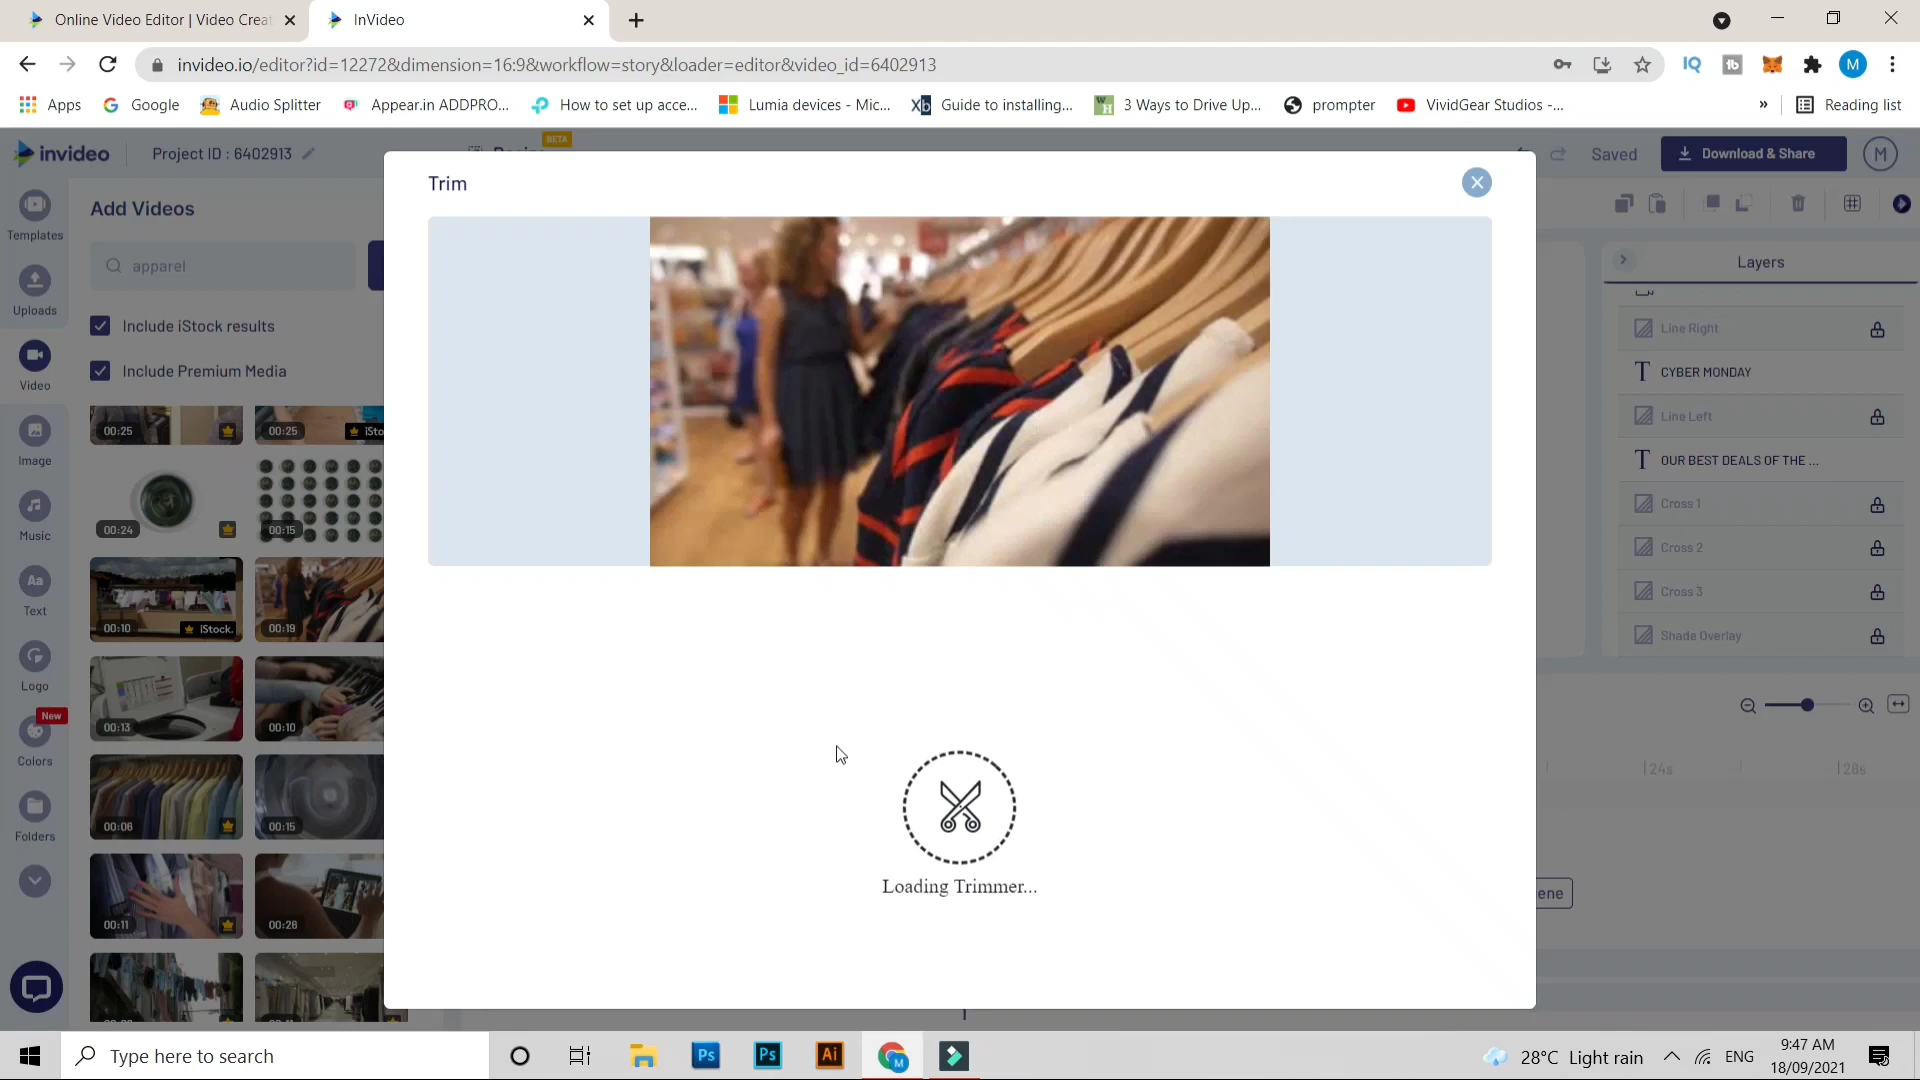 Online Video Editor | Video Crea
InVideo
invideo.io/editor?id=12272&dimension=16:9&workflow=story&loader=editor&video_id=6402913
Apps
Google
Audio Splitter
Appear.in ADDPRO...
How to set up acce...
Lumia devices - Mic...
Guide to installing...
3 Ways to Drive Up...
prompter
VividGear Studios -...
»
Reading list
invideo
Project ID : 6402913
BETA
Saved
Download & Share
M
Templates
Uploads
Video
Image
Music
Text
Logo
New
Colors
Folders
Add Videos
apparel
Include iStock results
Include Premium Media
00:25
00:25
iSto
00:24
00:15
00:10
iStock.
00:19
00:13
00:10
00:06
00:15
00:11
00:26
Trim
Loading Trimmer...
Layers
Line Right
CYBER MONDAY
Line Left
OUR BEST DEALS OF THE ...
Cross 1
Cross 2
Cross 3
Shade Overlay
24s
28s
ene
Type here to search
28°C Light rain
ENG
9:47 AM
18/09/2021